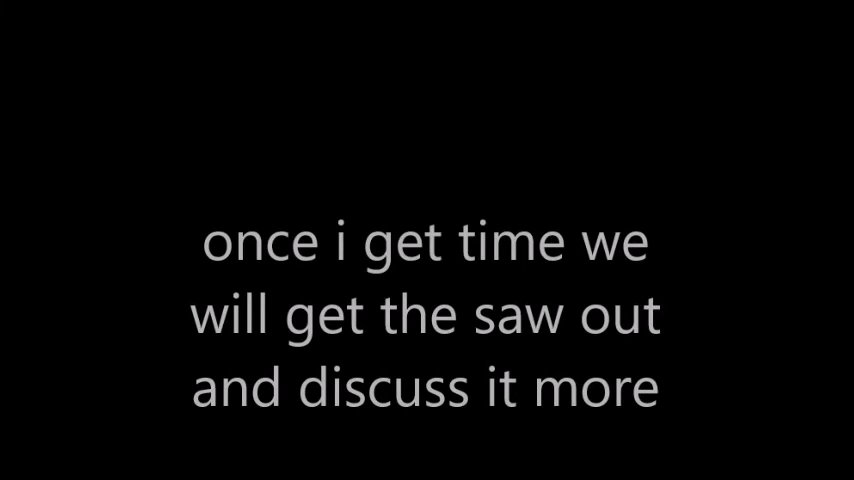 once i get time we
will get the saw out
and discuss it more